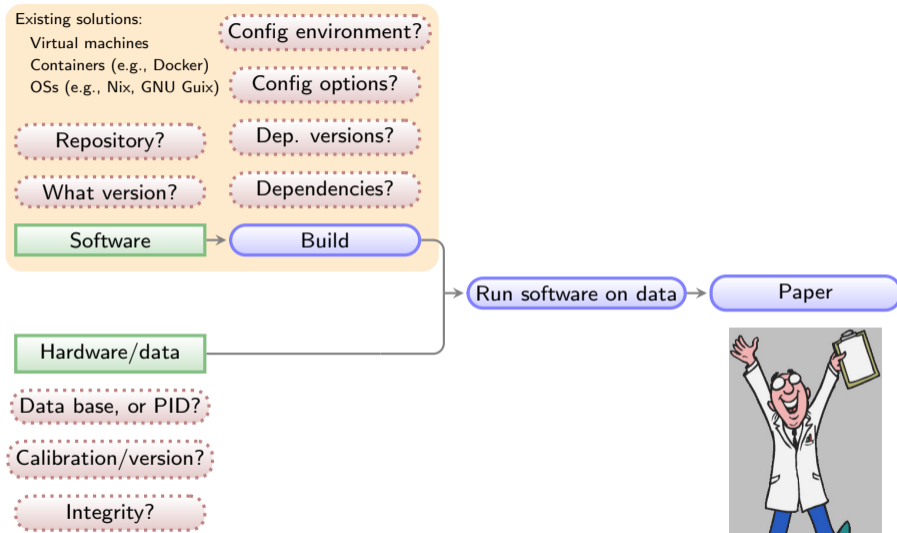 Existing solutions:
Virtual machines
Containers (e.g., Docker)
OSs (e.g., Nix, GNU Guix)
Config environment?
Config options?
Repository?
Dep. versions?
What version?
Dependencies?
Software
Build
Run software on data
Paper
Hardware/data
Data base, or PID?
Calibration/version?
Integrity?